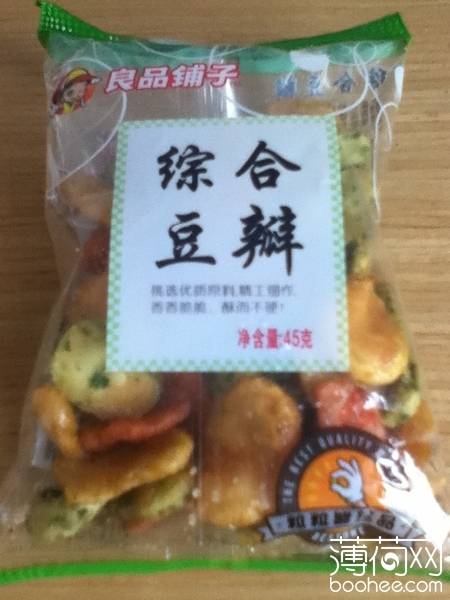 良品铺子
综合
豆瓣
挑选优质原料,精工细作,
香香脆脆、酥而不硬!
净含量:45克
THE BEST QUALITY
薄荷网
boohee.com